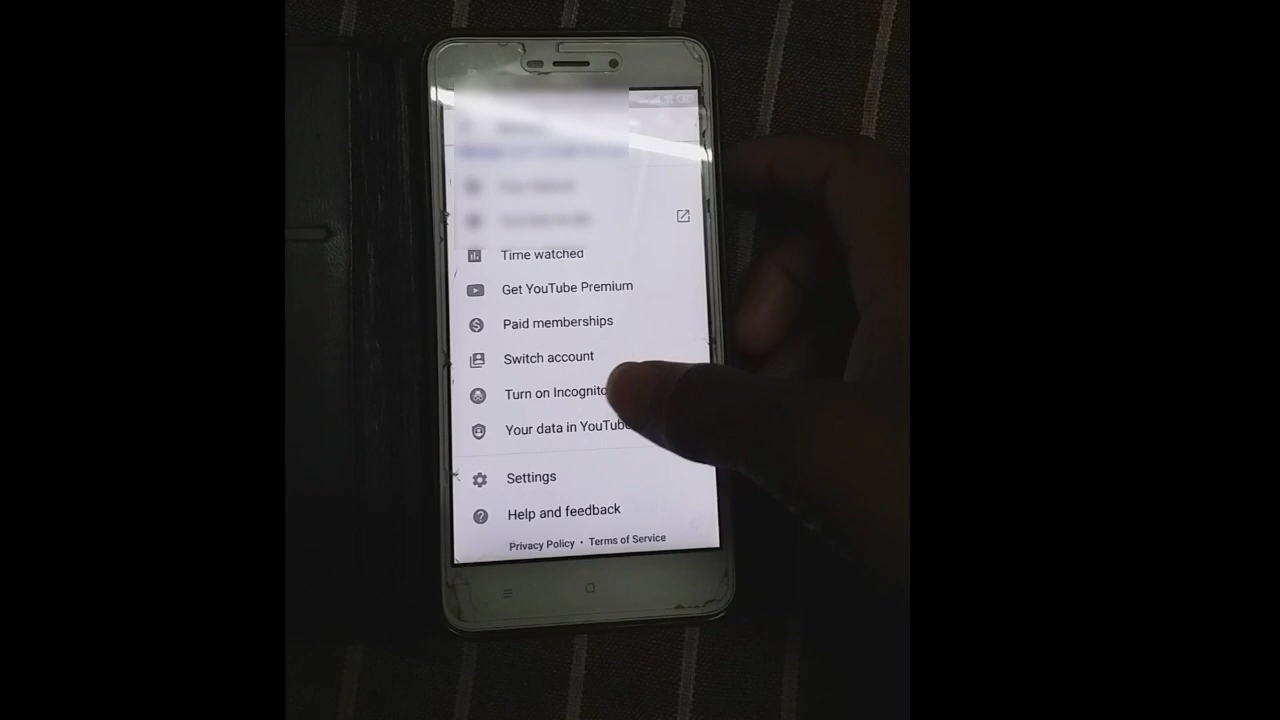 Time watched
Get YouTube Premium
Paid memberships
Switch account
Turn on Incognito
Your data in YouTube
Settings
Help and feedback
Privacy Policy • Terms of Service